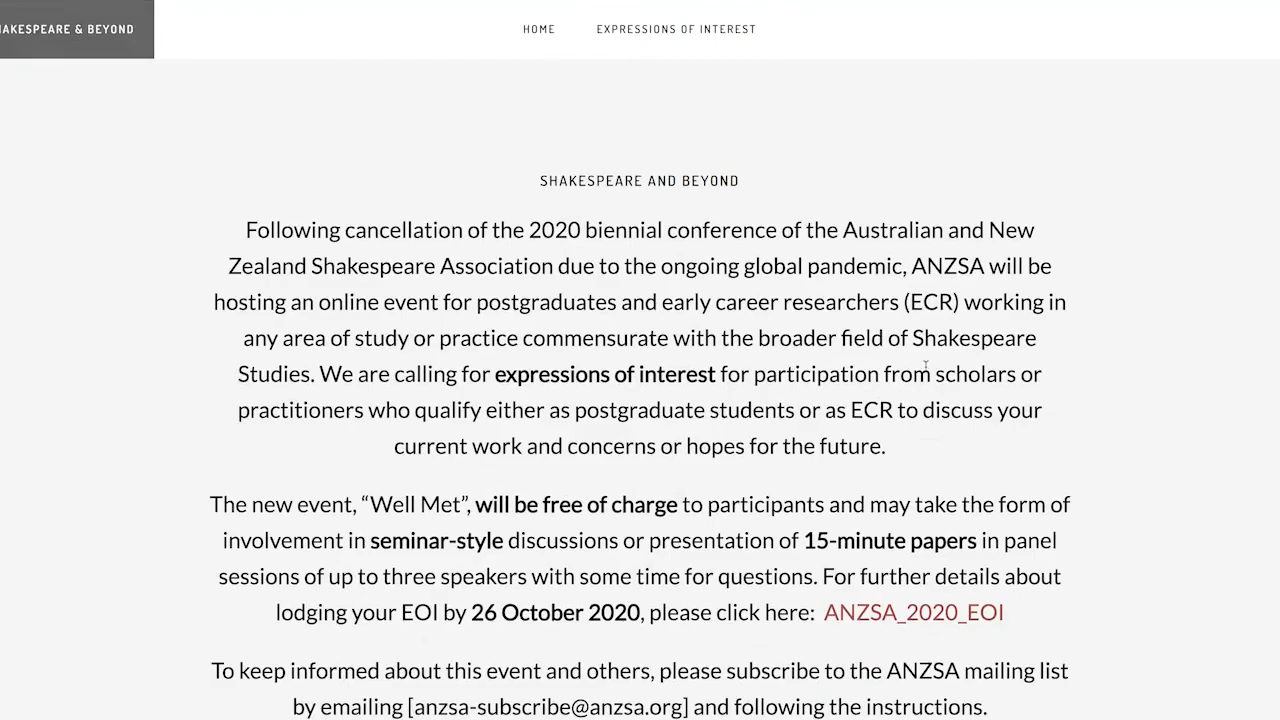 AKESPEARE & BEYOND
HOME
EXPRESSIONS OF INTEREST
SHAKESPEARE AND BEYOND
Following cancellation of the 2020 biennial conference of the Australian and New
Zealand Shakespeare Association due to the ongoing global pandemic, ANZSA will be
hosting an online event for postgraduates and early career researchers (ECR) working in
any area of study or practice commensurate with the broader field of Shakespeare
Studies. We are calling for expressions of interest for participation from scholars or
practitioners who qualify either as postgraduate students or as ECR to discuss your
current work and concerns or hopes for the future.
The new event, “Well Met”, will be free of charge to participants and may take the form of
involvement in seminar-style discussions or presentation of 15-minute papers in panel
sessions of up to three speakers with some time for questions. For further details about
lodging your EOI by 26 October 2020, please click here: ANZSA_2020_EOI
To keep informed about this event and others, please subscribe to the ANZSA mailing list
by emailing [anzsa-subscribe@anzsa.org] and following the instructions.